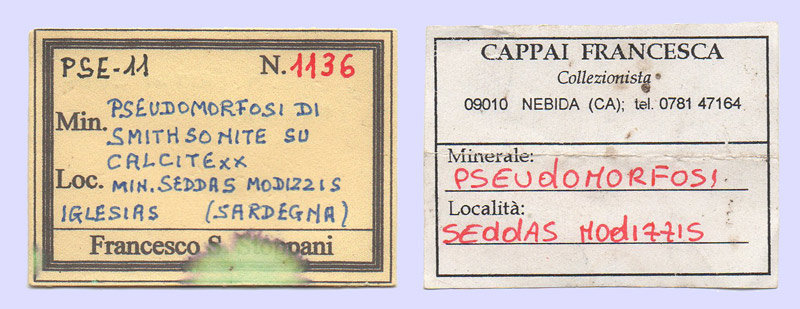 PSE-11 N.1136
Min. PSEUDOMORFOSI DI
SMITHSONITE SU
CALCITExx
Loc. MIN. SEDDAS MODIZZIS
IGLESIAS (SARDEGNA)
Francesco S. Stoppani
CAPPAI FRANCESCA
Collezionista
09010 NEBIDA (CA); tel. 0781 47164
Minerale:
PSEUdOMORFOSI
Località:
SEddAS MOdIZZIS